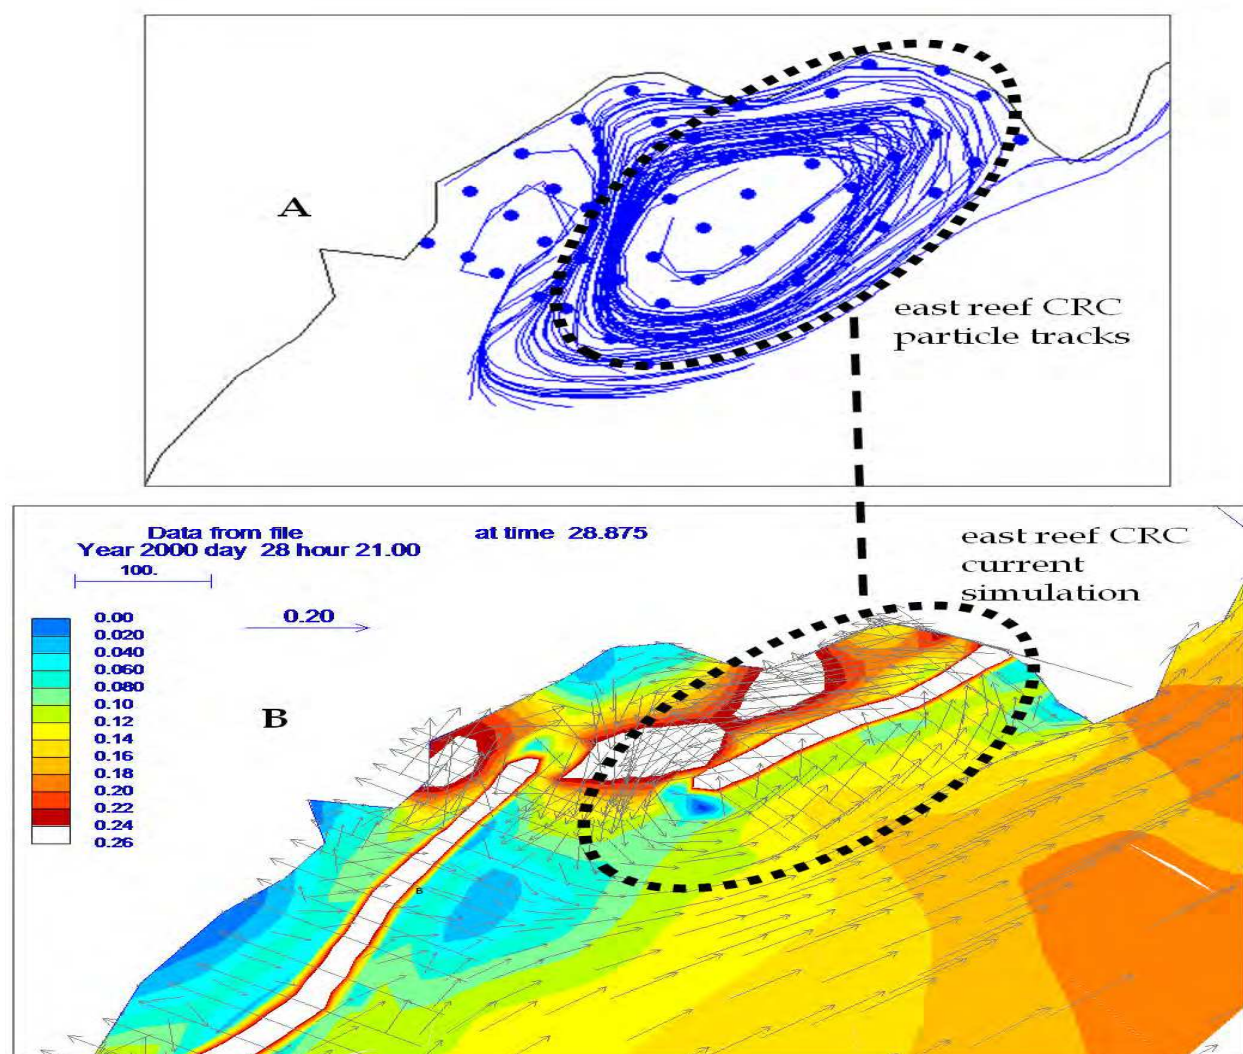 A
east reef CRC
particle tracks
Data from file
at time 28.875
Year 2000 day 28 hour 21.00
100.
0.20
east reef CRC
current
simulation
0.00
0.020
0.040
0.060
0.080
0.10
0.12
0.14
0.16
0.18
0.20
0.22
0.24
0.26
B
B